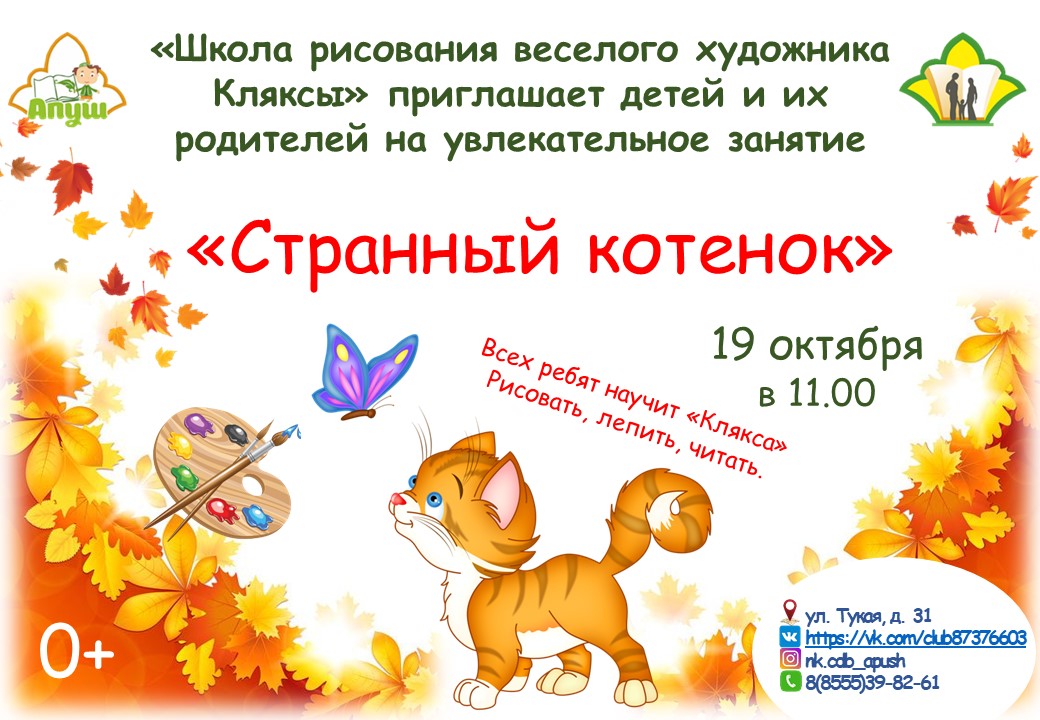 «Школа рисования веселого художника
Кляксы» приглашает детей и их
родителей на увлекательное занятие
Апуш
«Странный котенок»
19 октября
в 11.00
Всех ребят научит «Клякса»
Рисовать, лепить, читать.
0+
ул. Тукая, д. 31
https://vk.com/club87376603
nk.cdb_apush
8(8555)39-82-61